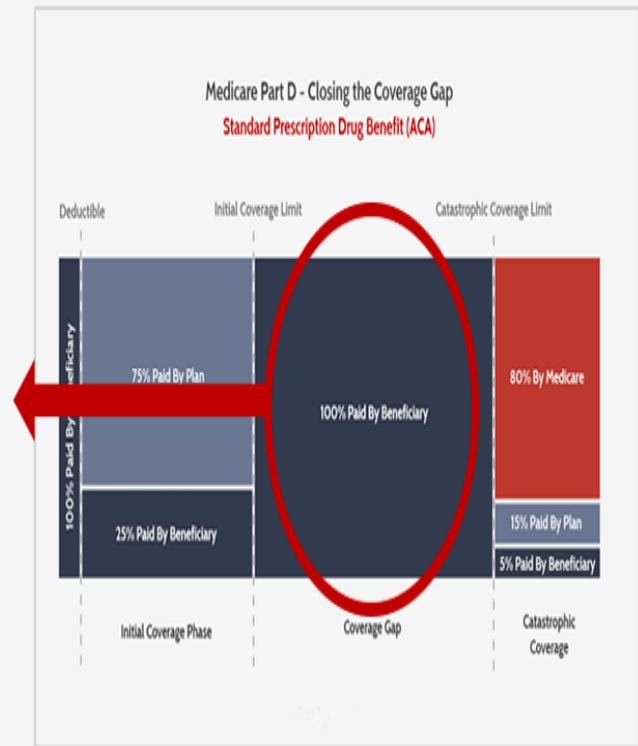 Medicare Part D - Closing the Coverage Gap
Standard Prescription Drug Benefit (ACA)
Deductible
Initial Coverage Limit
Catastrophic Coverage Limit
100% Paid By Beneficiary
75% Paid By Plan
25% Paid By Beneficiary
100% Paid By Beneficiary
80% By Medicare
15% Paid By Plan
5% Paid By Beneficiary
Initial Coverage Phase
Coverage Gap
Catastrophic
Coverage